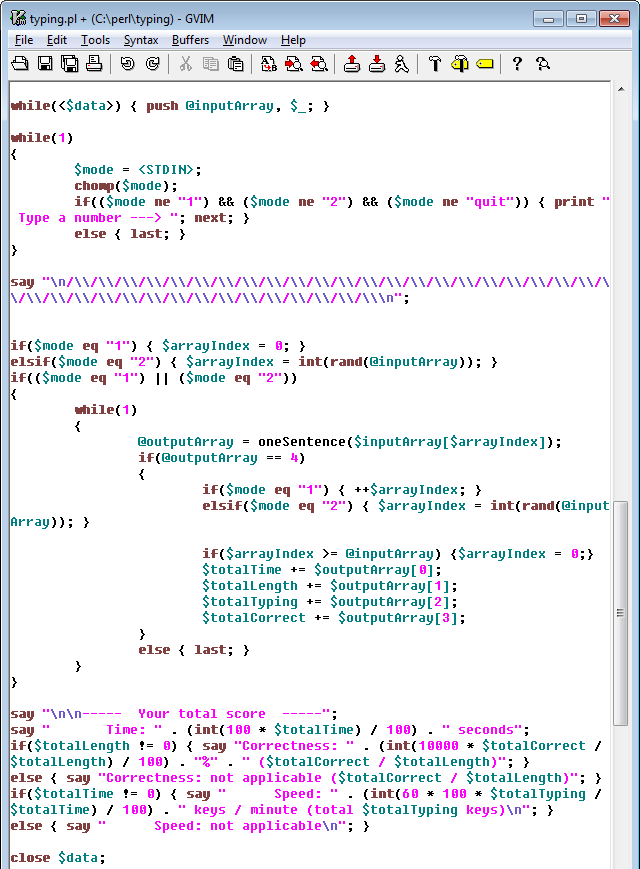 typing.pl + (C:\perl\typing) - GVIM
File Edit Tools Syntax Buffers Window Help
while(<$data>) { push @inputArray, $_; }
while(1)
{
$mode = <STDIN>;
chomp($mode);
if(($mode ne "1") && ($mode ne "2") && ($mode ne "quit")) { print "
Type a number ---> "; next; }
else { last; }
}
say "\n/\\/\\/\\/\\/\\/\\/\\/\\/\\/\\/\\/\\/\\/\\/\\/\\/\\/\\/\\/\\/\\/\\/\
\/\\/\\/\\/\\/\\/\\/\\/\\/\\/\\/\\/\\/\\/\\/\\\n";
if($mode eq "1") { $arrayIndex = 0; }
elsif($mode eq "2") { $arrayIndex = int(rand(@inputArray)); }
if(($mode eq "1") || ($mode eq "2"))
{
while(1)
{
@outputArray = oneSentence($inputArray[$arrayIndex]);
if(@outputArray == 4)
{
if($mode eq "1") { ++$arrayIndex; }
elsif($mode eq "2") { $arrayIndex = int(rand(@input
Array)); }
if($arrayIndex >= @inputArray) {$arrayIndex = 0;}
$totalTime += $outputArray[0];
$totalLength += $outputArray[1];
$totalTyping += $outputArray[2];
$totalCorrect += $outputArray[3];
}
else { last; }
}
}
say "\n\n-----  Your total score  -----";
say "       Time: " . (int(100 * $totalTime) / 100) . " seconds";
if($totalLength != 0) { say "Correctness: " . (int(10000 * $totalCorrect /
$totalLength) / 100) . "%" . " ($totalCorrect / $totalLength)"; }
else { say "Correctness: not applicable ($totalCorrect / $totalLength)"; }
if($totalTime != 0) { say "      Speed: " . (int(60 * 100 * $totalTyping /
$totalTime) / 100) . " keys / minute (total $totalTyping keys)\n"; }
else { say "      Speed: not applicable\n"; }
close $data;